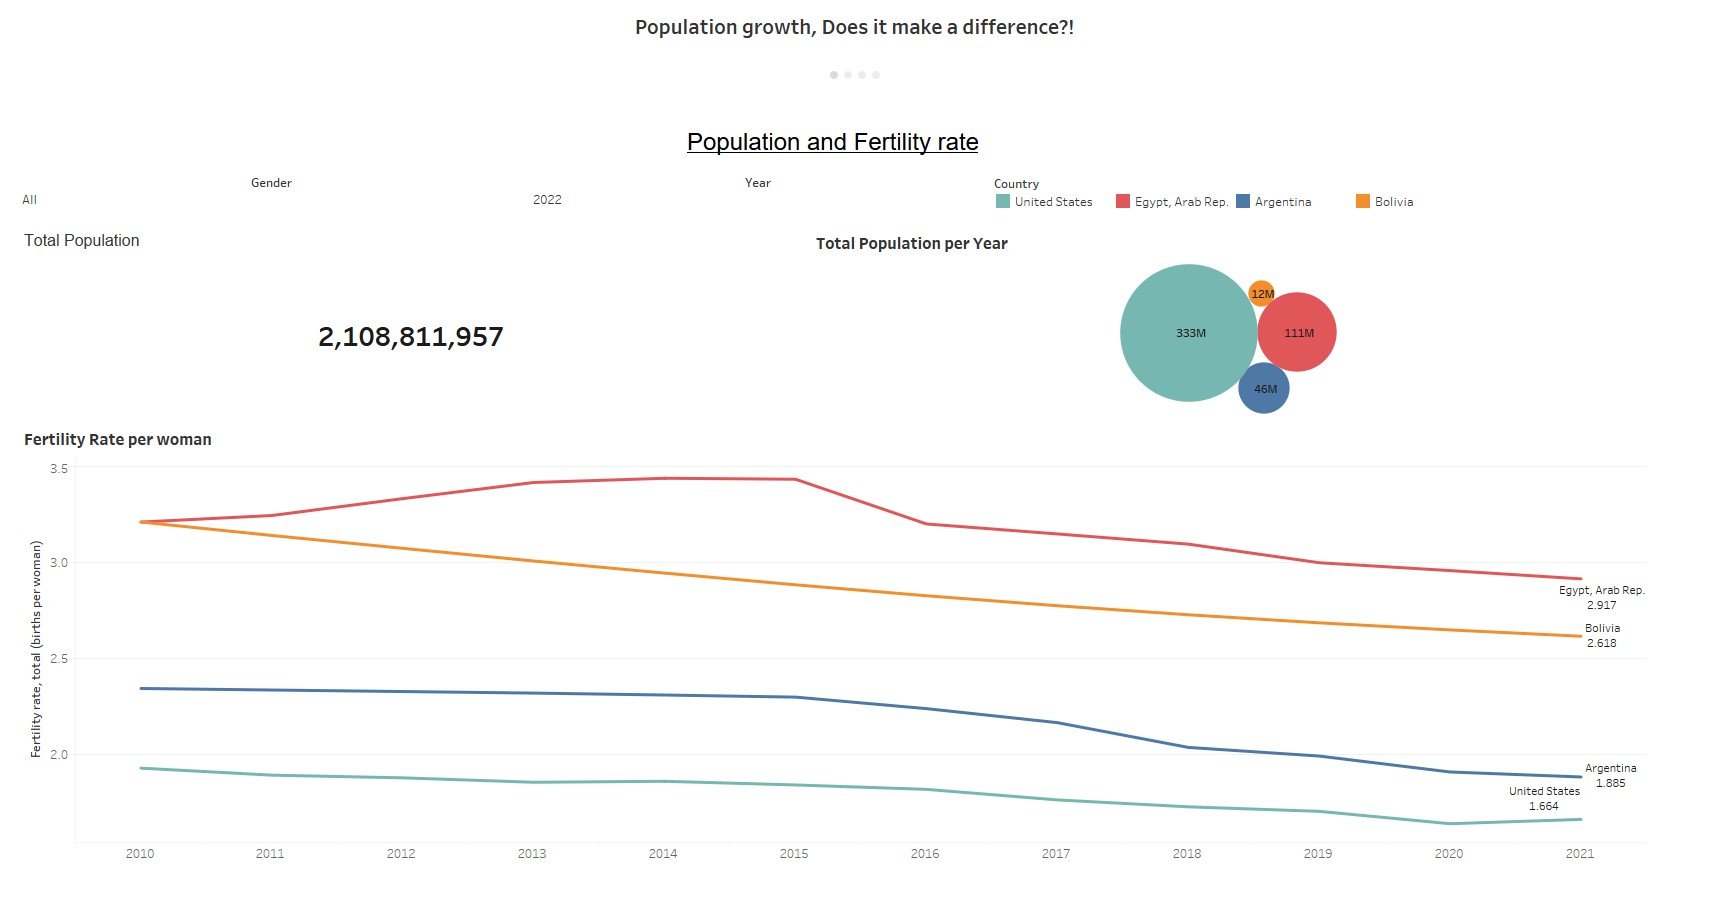 Population growth, Does it make a difference?!
Population and Fertility rate
Gender
All
Year
2022
Country
United States
Egypt, Arab Rep.
Argentina
Bolivia
Total Population
2,108,811,957
Total Population per Year
333M
12M
111M
46M
Fertility Rate per woman
Fertility rate, total (births per woman)
3.5
3.0
2.5
2.0
Egypt, Arab Rep.
2.917
Bolivia
2.618
Argentina
1.885
United States
1.664
2010
2011
2012
2013
2014
2015
2016
2017
2018
2019
2020
2021